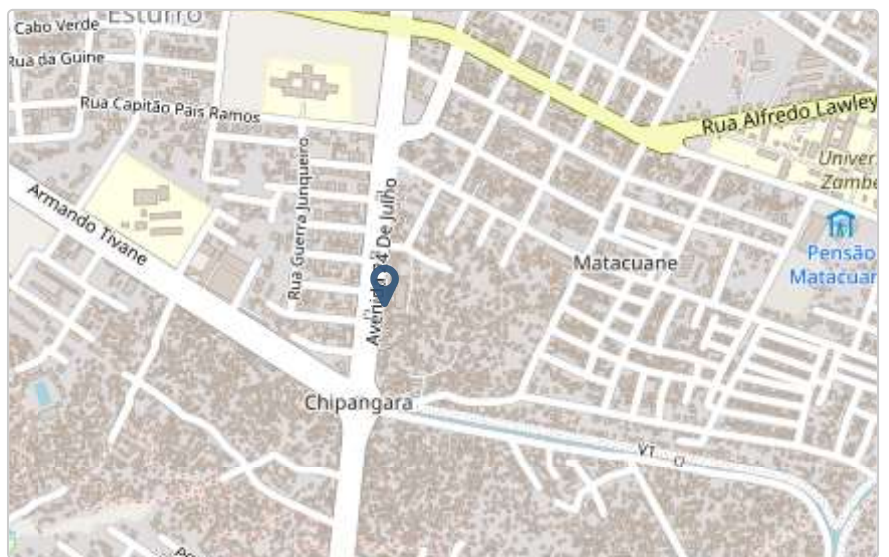 Esturro
Cabo Verde
Rua da Guine
Rua Capitão Pais Ramos
Rua Alfredo Lawley
Univer
Zambe
Armando Tivane
Rua Guerra Junqueiro
Avenida 24 De Julho
Matacuane
Pensão
Matacuar
Chipangara
V1